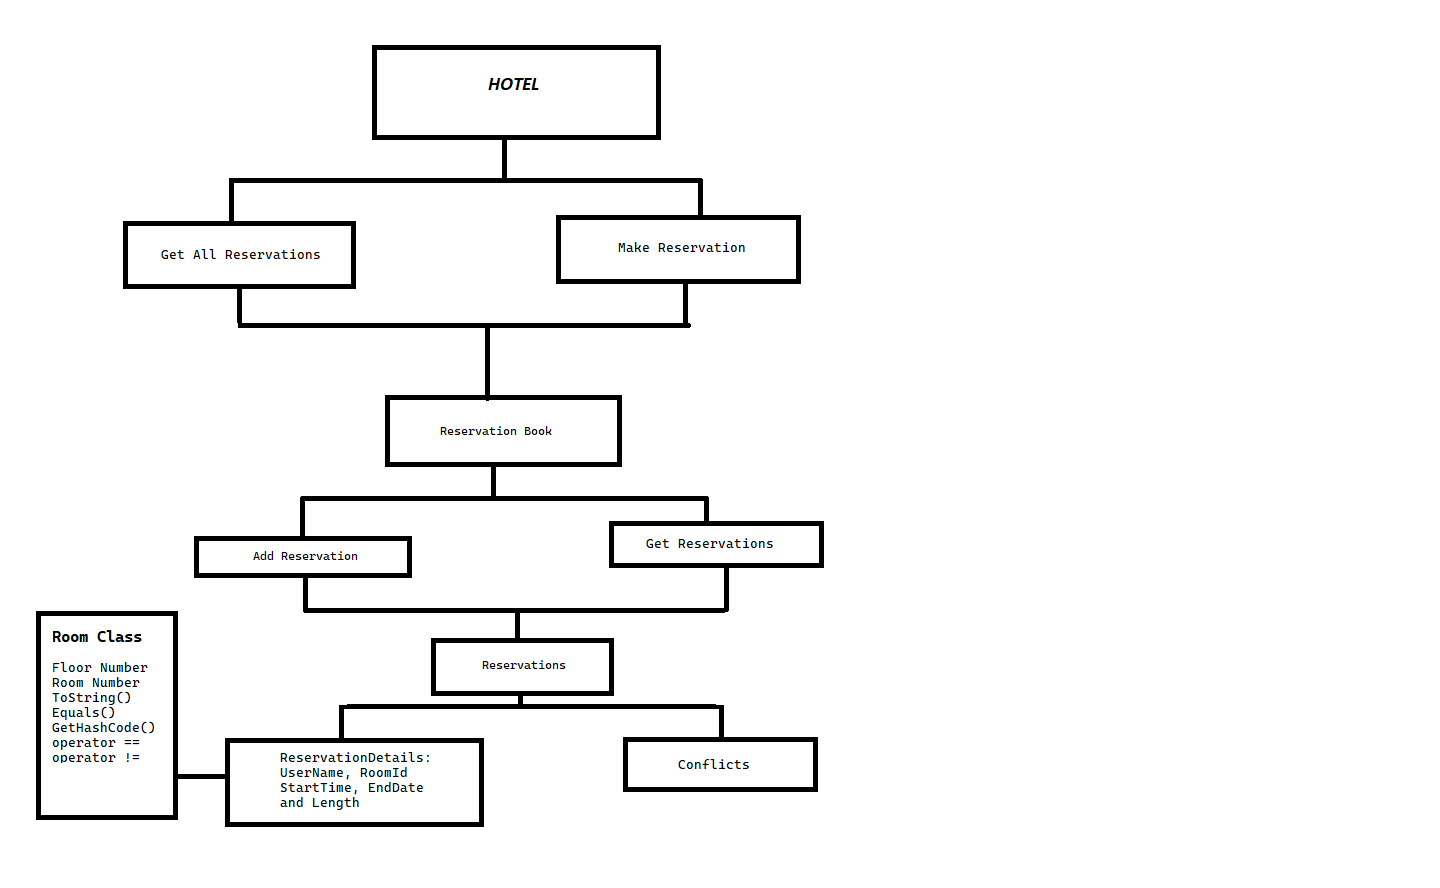 HOTEL
Get All Reservations
Make Reservation
Reservation Book
Add Reservation
Get Reservations
Reservations
Room Class
Floor Number
Room Number
ToString()
Equals()
GetHashCode()
operator ==
operator !=
ReservationDetails:
UserName, RoomId
StartTime, EndDate
and Length
Conflicts